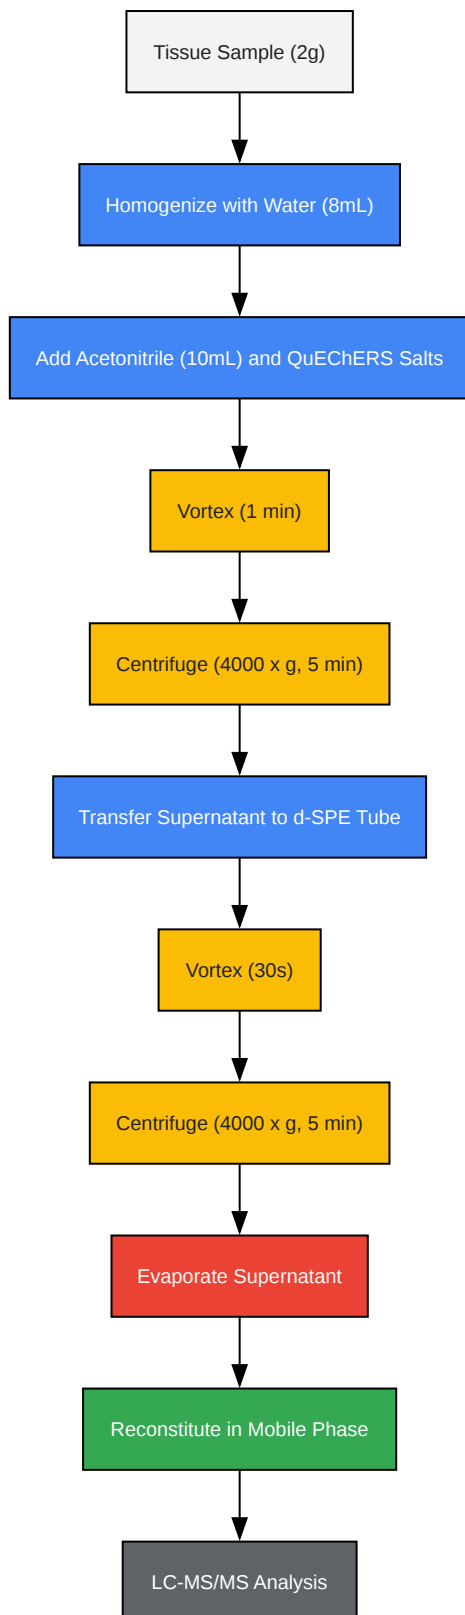 Tissue Sample (2g)
Homogenize with Water (8mL)
Add Acetonitrile (10mL) and QuEChERS Salts
Vortex (1 min)
Centrifuge (4000 x g, 5 min)
Transfer Supernatant to d-SPE Tube
Vortex (30s)
Centrifuge (4000 x g, 5 min)
Evaporate Supernatant
Reconstitute in Mobile Phase
LC-MS/MS Analysis